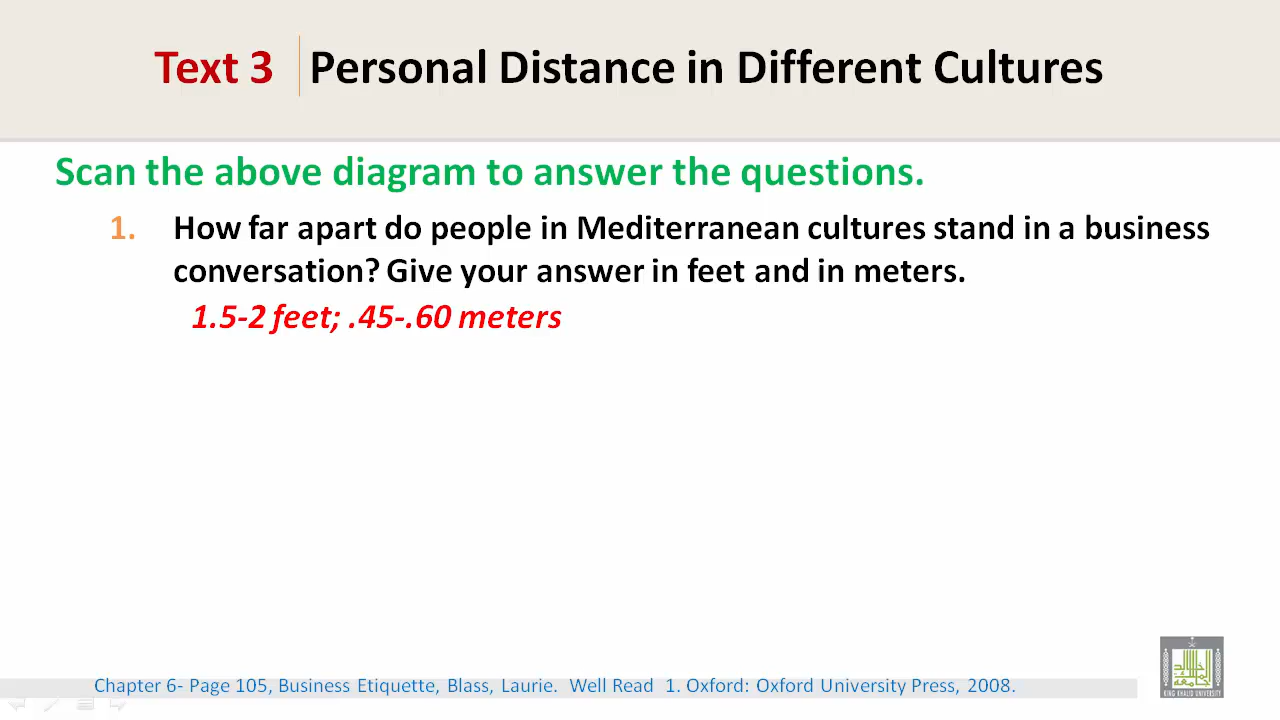 Text 3 Personal Distance in Different Cultures
Scan the above diagram to answer the questions.
1. How far apart do people in Mediterranean cultures stand in a business
conversation? Give your answer in feet and in meters.
1.5-2 feet; .45-.60 meters
Chapter 6- Page 105, Business Etiquette, Blass, Laurie. Well Read 1. Oxford: Oxford University Press, 2008.
KING KHALID UNIVERSITY